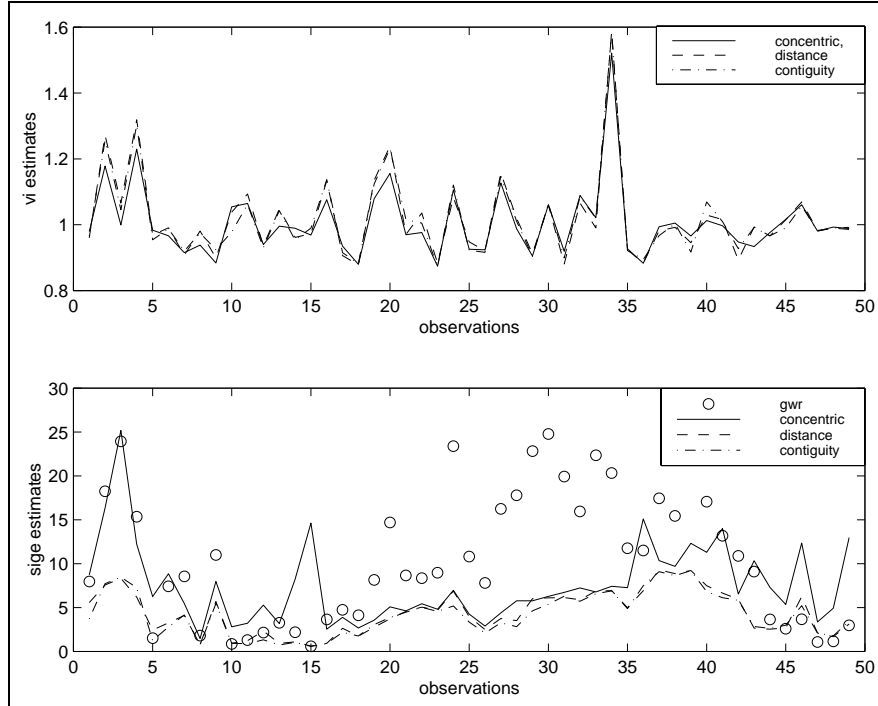 1.6
1.4
1.2
1
0.8
vi estimates
concentric,
distance
contiguity
0 5 10 15 20 25 30 35 40 45 50
observations
30
25
20
15
10
5
0
sige estimates
gwr
concentric
distance
contiguity
0 5 10 15 20 25 30 35 40 45 50
observations